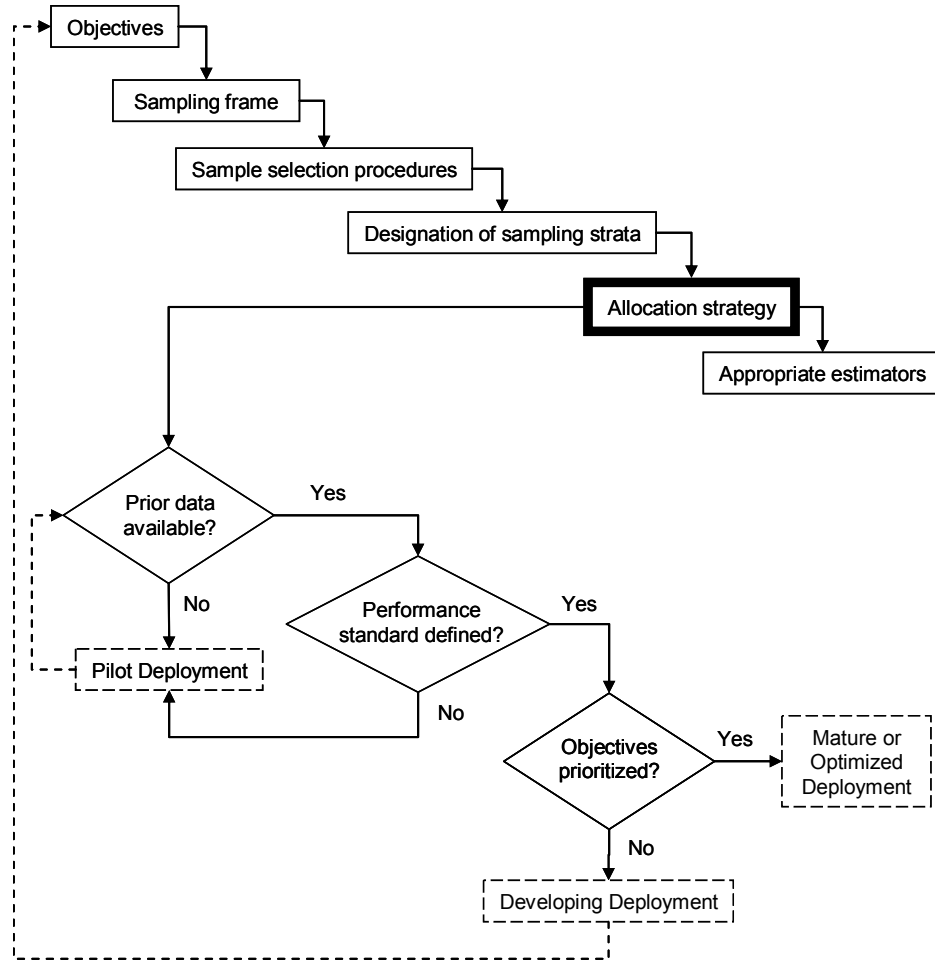 Objectives
Sampling frame
Sample selection procedures
Designation of sampling strata
Allocation strategy
Appropriate estimators
Prior data
available?
Yes
No
Pilot Deployment
Performance
standard defined?
Yes
No
Objectives
prioritized?
Yes
Mature or
Optimized
Deployment
No
Developing Deployment